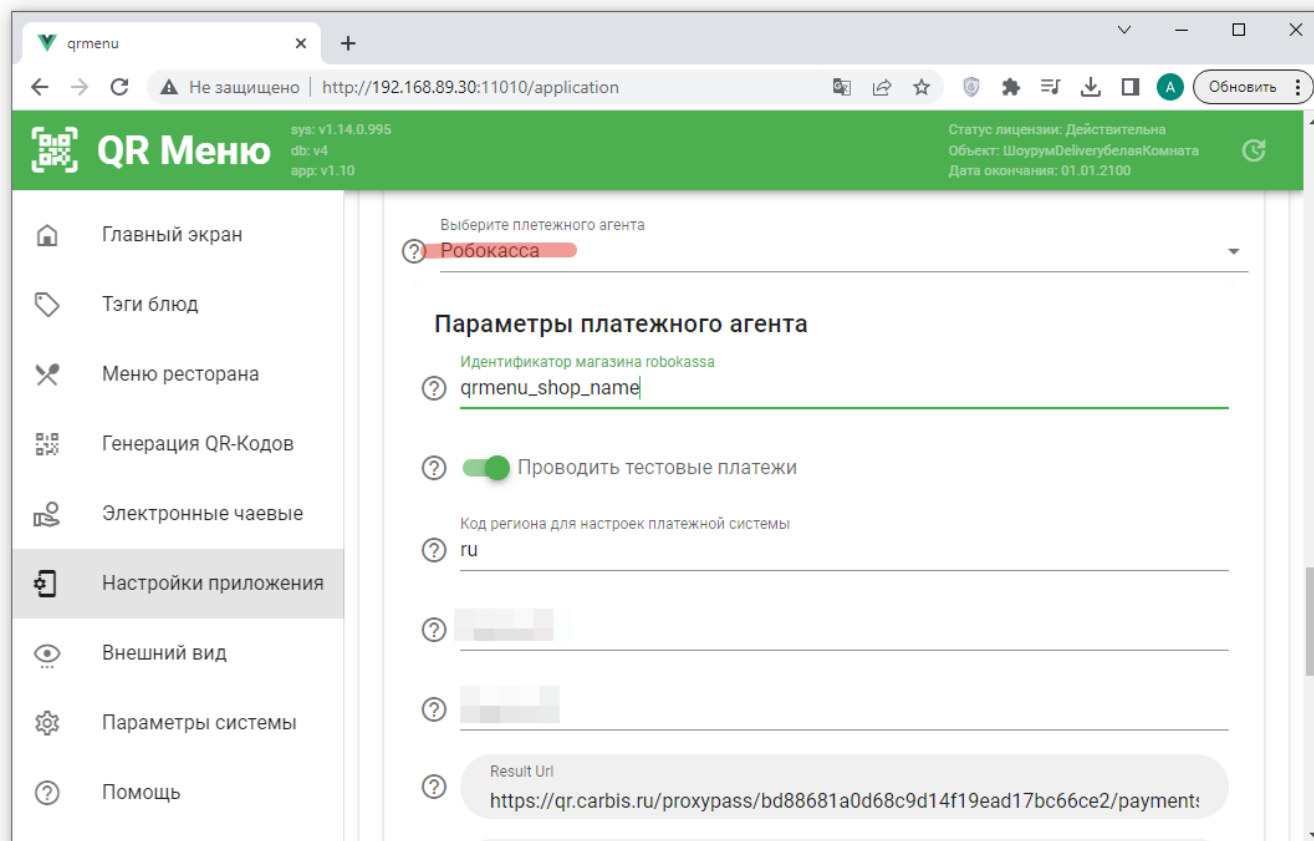 qrmenu
Не защищено http://192.168.89.30:11010/application
A
Обновить
QR Меню
sys: v1.14.0.995
db: v4
app: v1.10
Статус лицензии: Действительна
Объект: ШоурумDeliveryбелаяКомната
Дата окончания: 01.01.2100
Главный экран
Тэги блюд
Меню ресторана
Генерация QR-Кодов
Электронные чаевые
Настройки приложения
Внешний вид
Параметры системы
Помощь
Выберите плетежного агента
Робокасса
Параметры платежного агента
Идентификатор магазина robokassa
qrmenu_shop_name
Проводить тестовые платежи
Код региона для настроек платежной системы
ru
Result Url
https://qr.carbis.ru/proxypass/bd88681a0d68c9d14f19ead17bc66ce2/payments